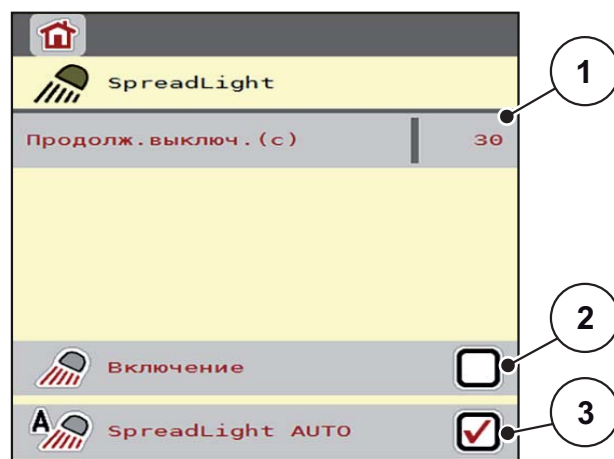 SpreadLight
1
Продолж.выключ.(с) 30
Включение
2
A SpreadLight AUTO
3